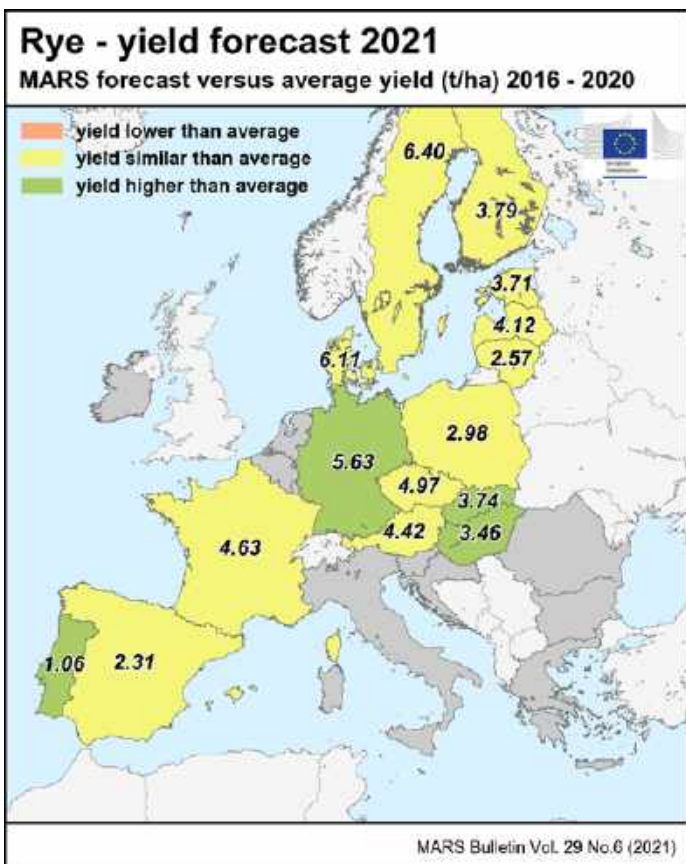 Rye - yield forecast 2021
MARS forecast versus average yield (t/ha) 2016 - 2020
yield lower than average
yield similar than average
yield higher than average
6.40
3.79
3.71
4.12
2.57
6.11
2.98
5.63
4.97
3.74
3.46
4.42
4.63
1.06
2.31
MARS Bulletin Vol. 29 No.6 (2021)